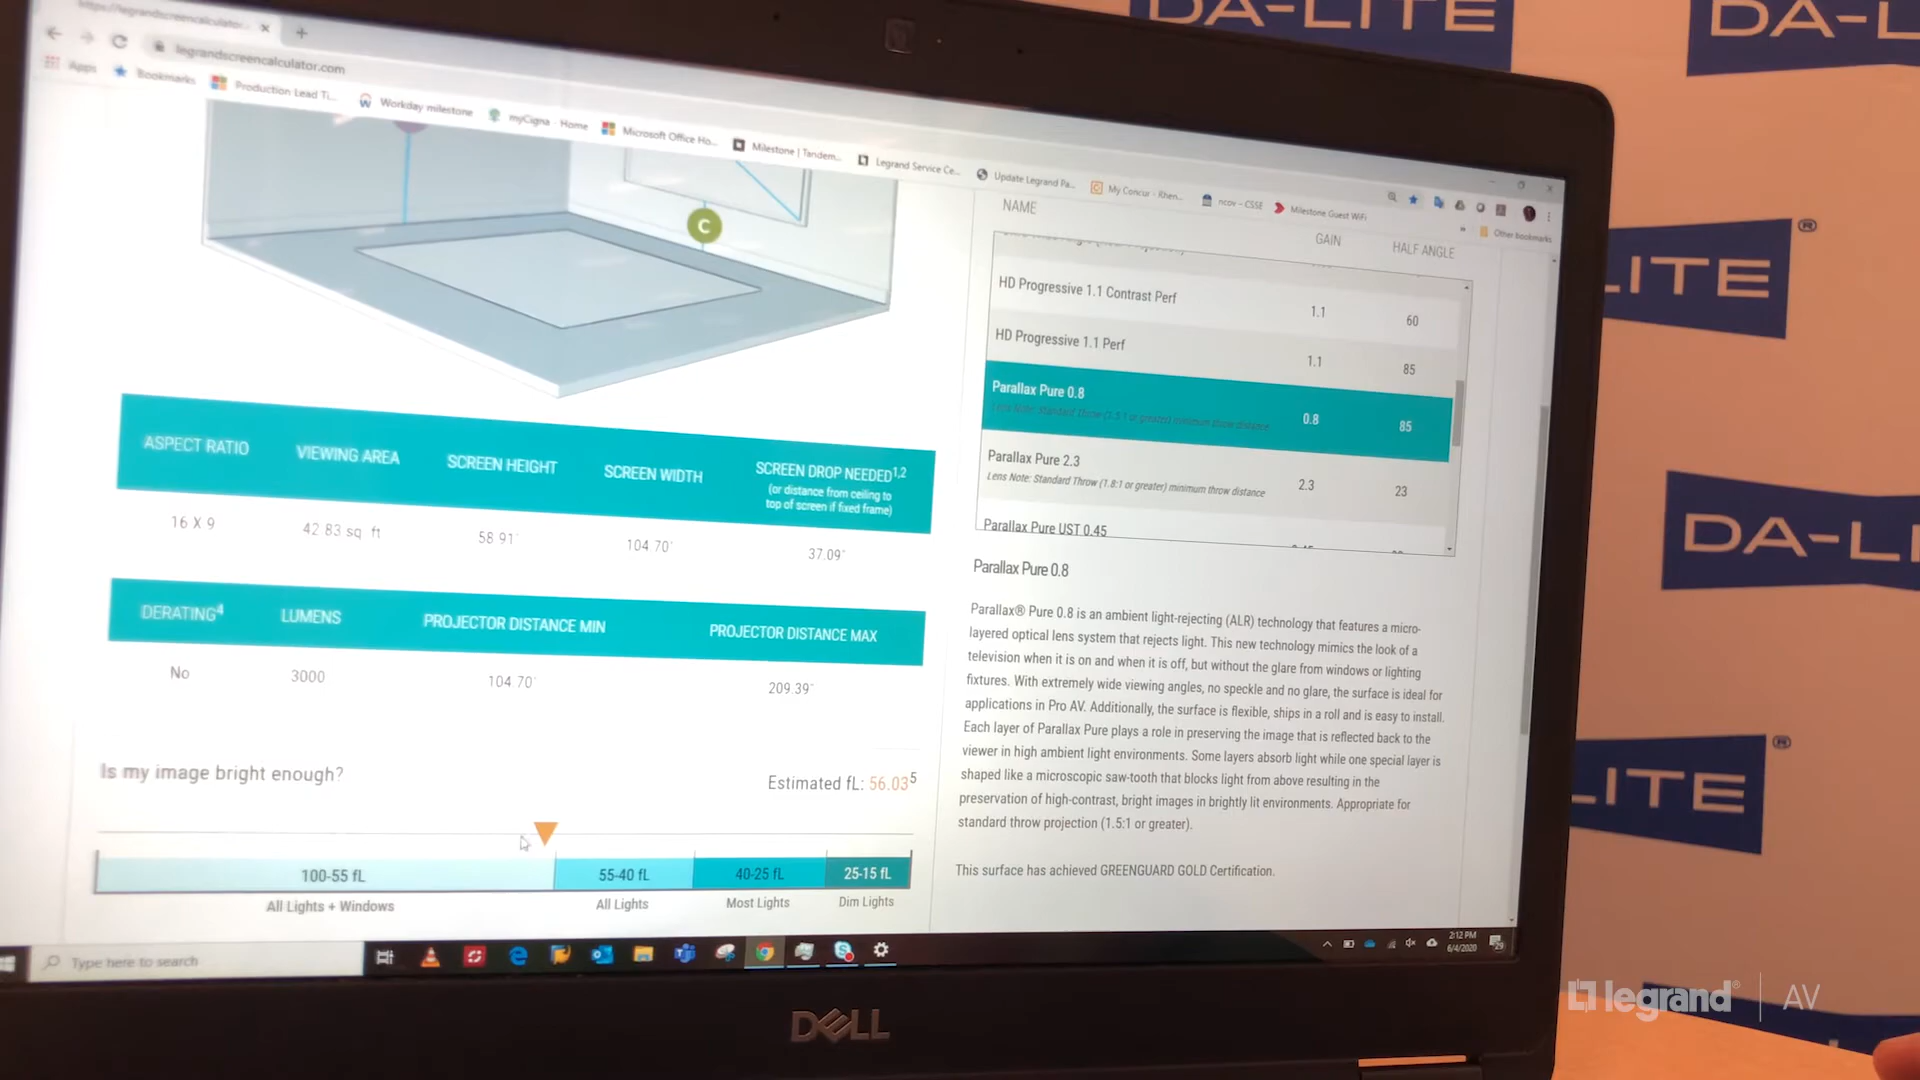 DA-LITE
DA-L
https://legrandscreencalculator...
legrandscreencalculator.com
Apps
Bookmarks
Production Lead Ti...
Workday milestone
myCigna - Home
Microsoft Office Ho...
Milestone | Tandem...
Legrand Service Ce...
Update Legrand Pa...
My Concur - Rhen...
ncov - CSSE
Milestone Guest WiFi
Other bookmarks
C
NAME
GAIN
HALF ANGLE
HD Progressive 1.1 Contrast Perf
1.1
60
HD Progressive 1.1 Perf
1.1
85
Parallax Pure 0.8
Lens Note: Standard Throw (1.5:1 or greater) minimum throw distance
0.8
85
Parallax Pure 2.3
Lens Note: Standard Throw (1.8:1 or greater) minimum throw distance
2.3
23
Parallax Pure UST 0.45
ASPECT RATIO
VIEWING AREA
SCREEN HEIGHT
SCREEN WIDTH
SCREEN DROP NEEDED1,2
(or distance from ceiling to
top of screen if fixed frame)
16 X 9
42.83 sq ft
58.91"
104.70"
37.09"
DERATING4
LUMENS
PROJECTOR DISTANCE MIN
PROJECTOR DISTANCE MAX
No
3000
104.70"
209.39"
Is my image bright enough?
Estimated fL: 56.035
100-55 fL
55-40 fL
40-25 fL
25-15 fL
All Lights + Windows
All Lights
Most Lights
Dim Lights
Parallax Pure 0.8
Parallax® Pure 0.8 is an ambient light-rejecting (ALR) technology that features a micro-
layered optical lens system that rejects light. This new technology mimics the look of a
television when it is on and when it is off, but without the glare from windows or lighting
fixtures. With extremely wide viewing angles, no speckle and no glare, the surface is ideal for
applications in Pro AV. Additionally, the surface is flexible, ships in a roll and is easy to install.
Each layer of Parallax Pure plays a role in preserving the image that is reflected back to the
viewer in high ambient light environments. Some layers absorb light while one special layer is
shaped like a microscopic saw-tooth that blocks light from above resulting in the
preservation of high-contrast, bright images in brightly lit environments. Appropriate for
standard throw projection (1.5:1 or greater).
This surface has achieved GREENGUARD GOLD Certification.
Type here to search
2:12 PM
6/4/2020
29
DELL
LITE®
DA-L
LITE®
legrand® | AV